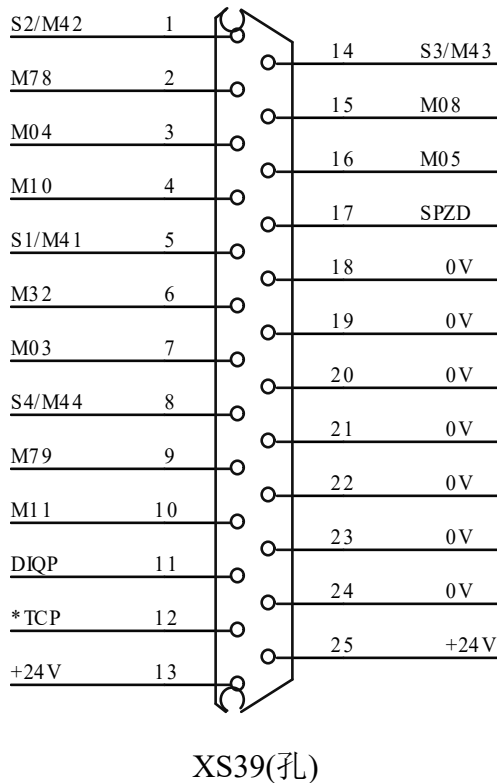 S2/M42 1
14 S3/M43
M78 2
15 M08
M04 3
16 M05
M10 4
17 SPZD
S1/M41 5
18 0V
M32 6
19 0V
M03 7
20 0V
S4/M44 8
21 0V
M79 9
22 0V
M11 10
23 0V
DIQP 11
24 0V
*TCP 12
25 +24V
+24V 13
XS39(孔)